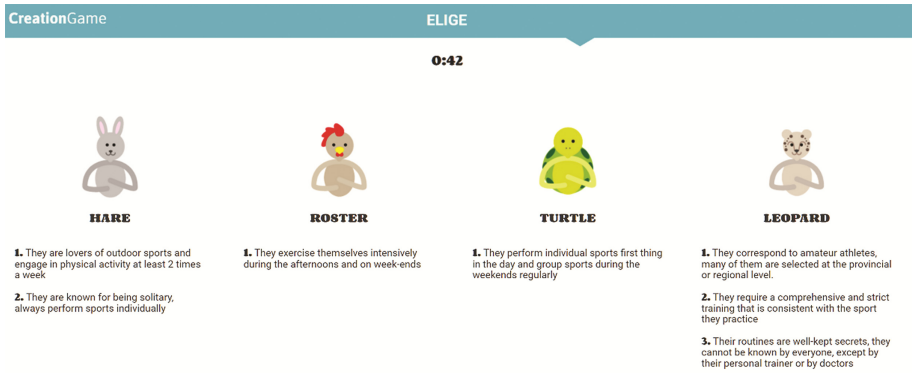 CreationGame
ELIGE
0:42
HARE
1. They are lovers of outdoor sports and
engage in physical activity at least 2 times
a week
2. They are known for being solitary,
always perform sports individually
ROSTER
1. They exercise themselves intensively
during the afternoons and on week-ends
TURTLE
1. They perform individual sports first thing
in the day and group sports during the
weekends regularly
LEOPARD
1. They correspond to amateur athletes,
many of them are selected at the provincial
or regional level.
2. They require a comprehensive and strict
training that is consistent with the sport
they practice
3. Their routines are well-kept secrets, they
cannot be known by everyone, except by
their personal trainer or by doctors